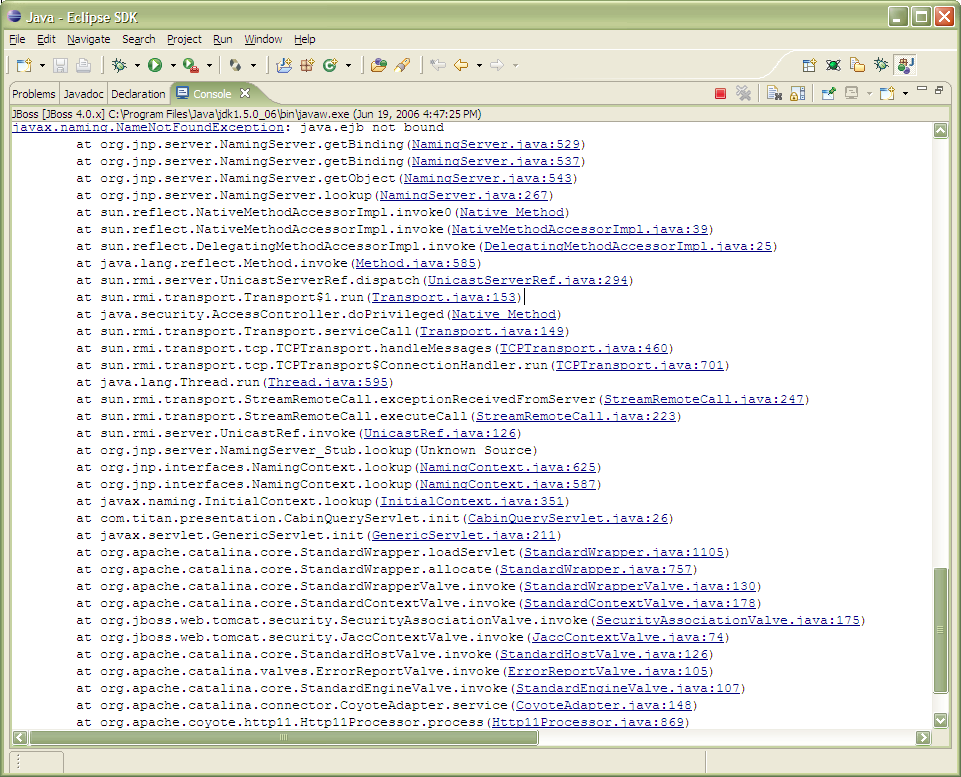 Java - Eclipse SDK
File Edit Navigate Search Project Run Window Help
Problems Javadoc Declaration Console
JBoss [JBoss 4.0.x] C:\Program Files\Java\jdk1.5.0_06\bin\javaw.exe (Jun 19, 2006 4:47:25 PM)
javax.naming.NameNotFoundException: java.ejb not bound
at org.jnp.server.NamingServer.getBinding(NamingServer.java:529)
at org.jnp.server.NamingServer.getBinding(NamingServer.java:537)
at org.jnp.server.NamingServer.getObject(NamingServer.java:543)
at org.jnp.server.NamingServer.lookup(NamingServer.java:267)
at sun.reflect.NativeMethodAccessorImpl.invoke0(Native Method)
at sun.reflect.NativeMethodAccessorImpl.invoke(NativeMethodAccessorImpl.java:39)
at sun.reflect.DelegatingMethodAccessorImpl.invoke(DelegatingMethodAccessorImpl.java:25)
at java.lang.reflect.Method.invoke(Method.java:585)
at sun.rmi.server.UnicastServerRef.dispatch(UnicastServerRef.java:294)
at sun.rmi.transport.Transport$1.run(Transport.java:153)
at java.security.AccessController.doPrivileged(Native Method)
at sun.rmi.transport.Transport.serviceCall(Transport.java:149)
at sun.rmi.transport.tcp.TCPTransport.handleMessages(TCPTransport.java:460)
at sun.rmi.transport.tcp.TCPTransport$ConnectionHandler.run(TCPTransport.java:701)
at java.lang.Thread.run(Thread.java:595)
at sun.rmi.transport.StreamRemoteCall.exceptionReceivedFromServer(StreamRemoteCall.java:247)
at sun.rmi.transport.StreamRemoteCall.executeCall(StreamRemoteCall.java:223)
at sun.rmi.server.UnicastRef.invoke(UnicastRef.java:126)
at org.jnp.server.NamingServer_Stub.lookup(Unknown Source)
at org.jnp.interfaces.NamingContext.lookup(NamingContext.java:625)
at org.jnp.interfaces.NamingContext.lookup(NamingContext.java:587)
at javax.naming.InitialContext.lookup(InitialContext.java:351)
at com.titan.presentation.CabinQueryServlet.init(CabinQueryServlet.java:26)
at javax.servlet.GenericServlet.init(GenericServlet.java:211)
at org.apache.catalina.core.StandardWrapper.loadServlet(StandardWrapper.java:1105)
at org.apache.catalina.core.StandardWrapper.allocate(StandardWrapper.java:757)
at org.apache.catalina.core.StandardWrapperValve.invoke(StandardWrapperValve.java:130)
at org.apache.catalina.core.StandardContextValve.invoke(StandardContextValve.java:178)
at org.jboss.web.tomcat.security.SecurityAssociationValve.invoke(SecurityAssociationValve.java:175)
at org.jboss.web.tomcat.security.JaccContextValve.invoke(JaccContextValve.java:74)
at org.apache.catalina.core.StandardHostValve.invoke(StandardHostValve.java:126)
at org.apache.catalina.valves.ErrorReportValve.invoke(ErrorReportValve.java:105)
at org.apache.catalina.core.StandardEngineValve.invoke(StandardEngineValve.java:107)
at org.apache.catalina.connector.CoyoteAdapter.service(CoyoteAdapter.java:148)
at org.apache.coyote.http11.Http11Processor.process(Http11Processor.java:869)